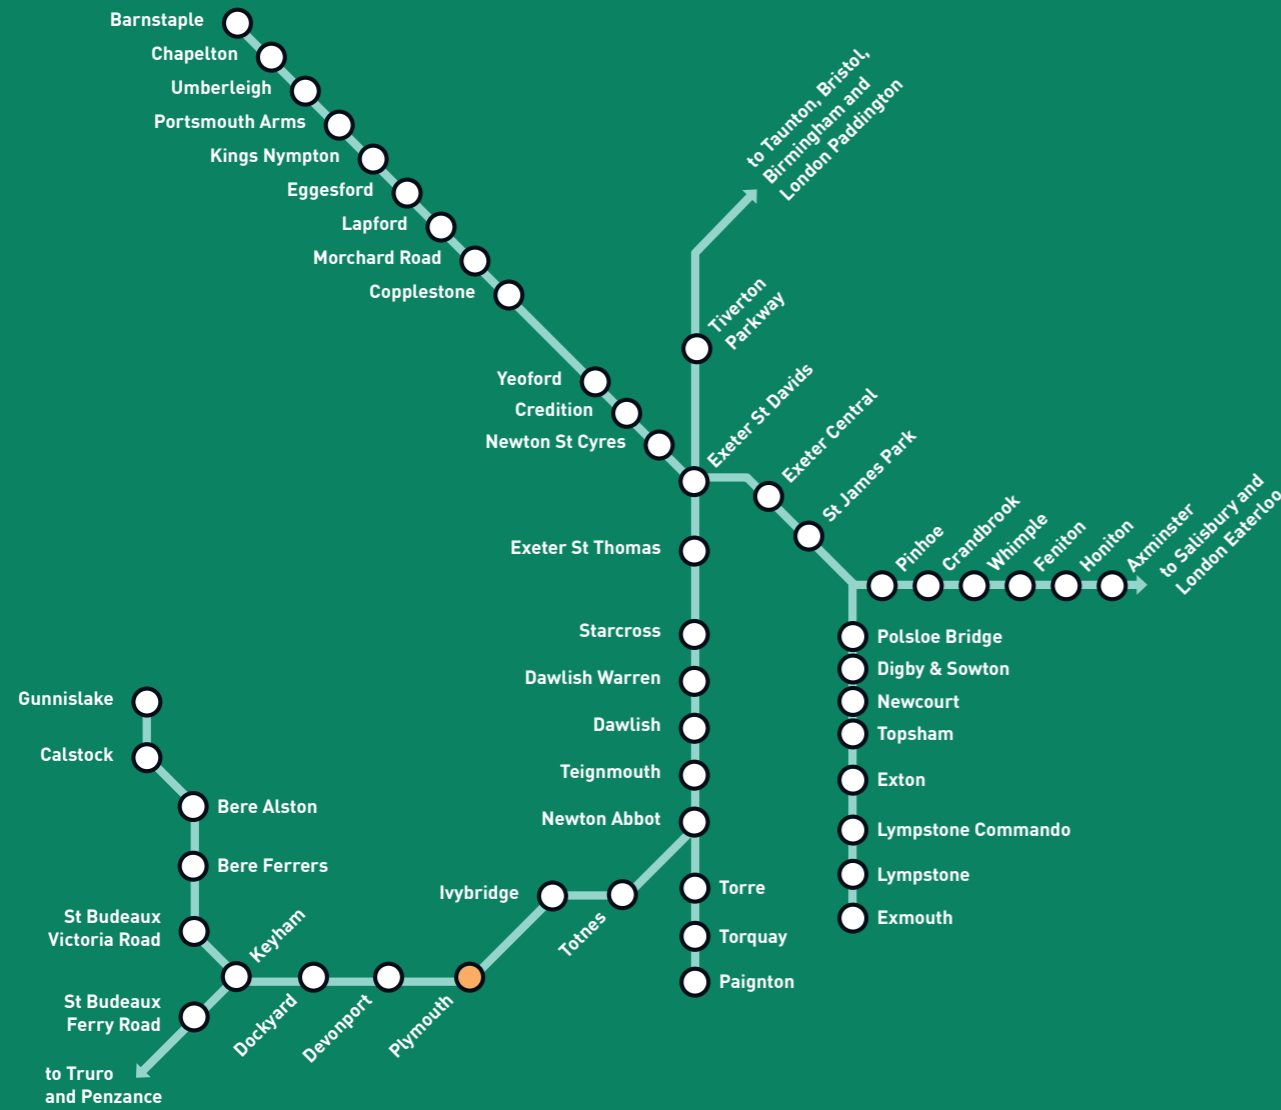 Barnstaple
Chapelton
Umberleigh
Portsmouth Arms
Kings Nympton
Eggesford
Lapford
Morchard Road
Copplestone
Yeoford
Credition
Newton St Cyres
to Taunton, Bristol,
Birmingham and
London Paddington
Tiverton
Parkway
Exeter St Davids
Exeter Central
St James Park
Pinhoe
Crandbrook
Whimple
Feniton
Honiton
Axminster
to Salisbury and
London Eaterloo
Exeter St Thomas
Starcross
Dawlish Warren
Dawlish
Teignmouth
Newton Abbot
Polsloe Bridge
Digby & Sowton
Newcourt
Topsham
Exton
Lympstone Commando
Lympstone
Exmouth
Torre
Torquay
Paignton
Gunnislake
Calstock
Bere Alston
Bere Ferrers
St Budeaux
Victoria Road
Keyham
St Budeaux
Ferry Road
Dockyard
Devonport
Plymouth
Ivybridge
Totnes
to Truro
and Penzance